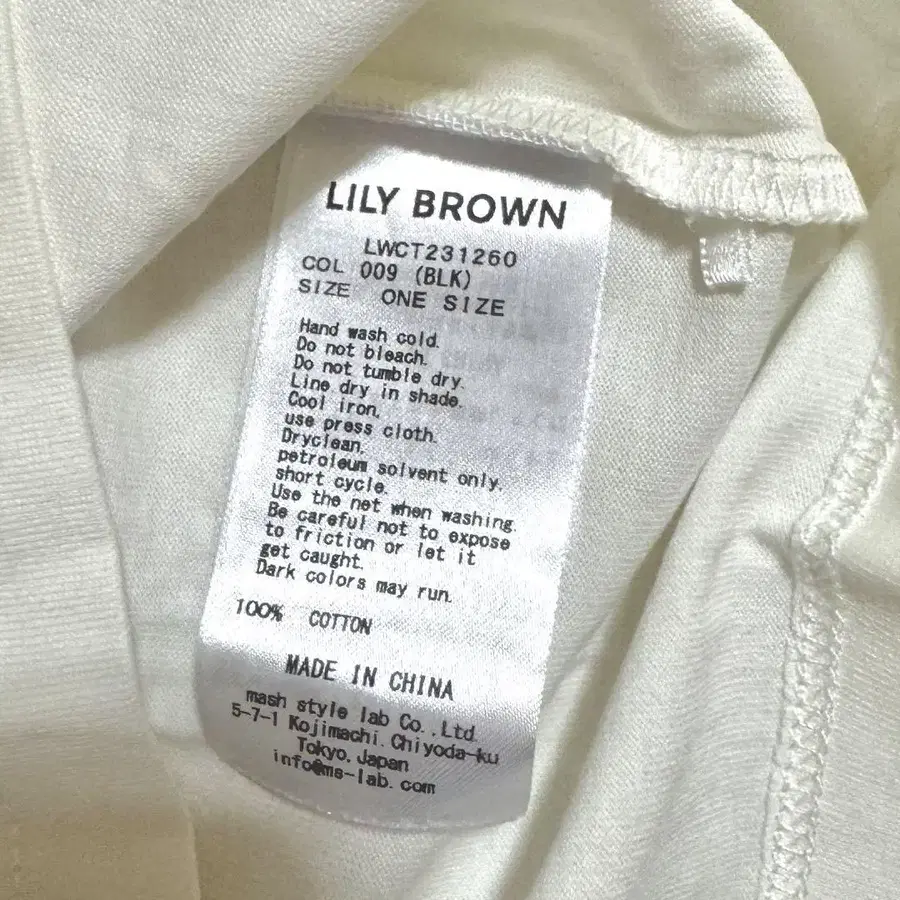 LILY BROWN
LWCT231260
COL 009 (BLK)
SIZE ONE SIZE
Hand wash cold.
Do not bleach.
Do not tumble dry.
Line dry in shade.
Cool iron,
use press cloth.
Dryclean,
petroleum solvent only.
short cycle.
Use the net when washing.
Be careful not to expose
to friction or let it
get caught.
Dark colors may run.
100% COTTON
MADE IN CHINA
mash style lab Co.,Ltd.
5-7-1 Kojimachi, Chiyoda-ku
Tokyo, Japan
info@ms-lab.com